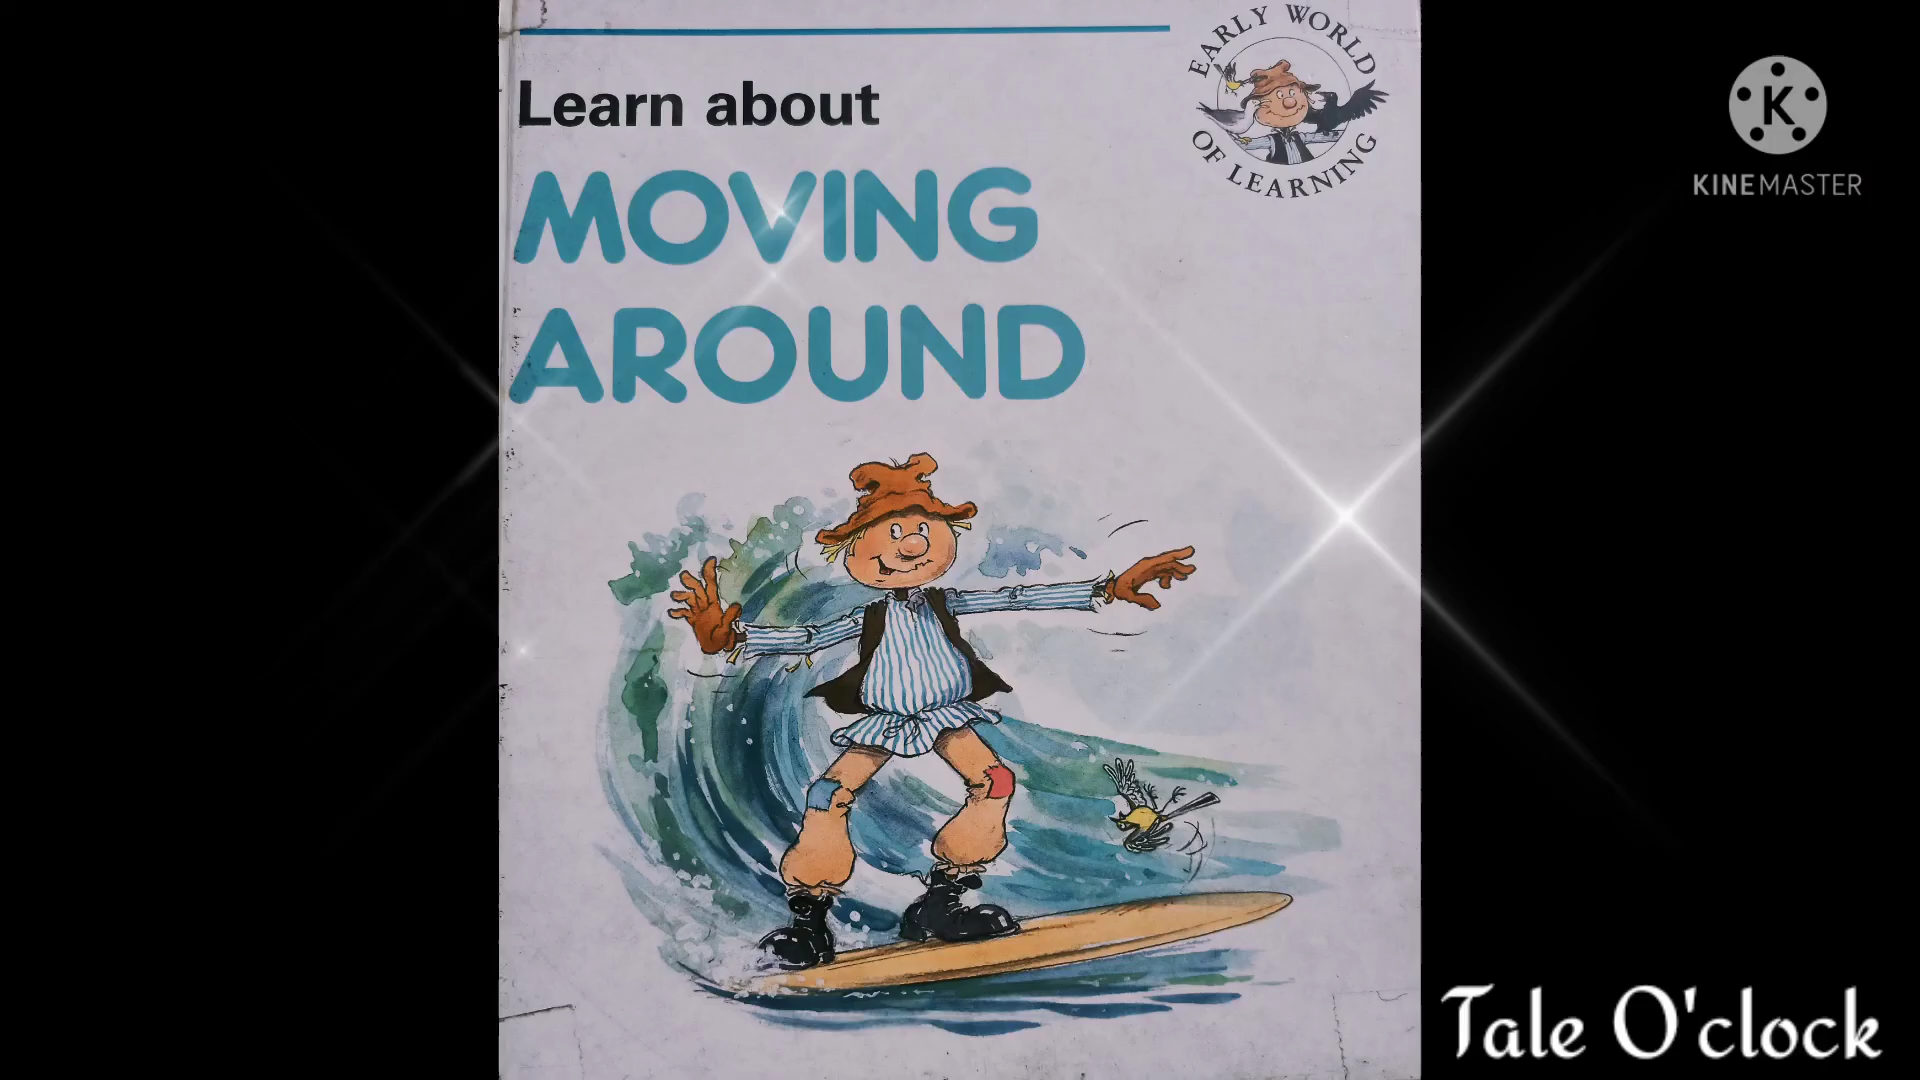 Learn about
MOVING
AROUND
EARLY WORLD
OF LEARNING
K
KINEMASTER
Tale O'clock